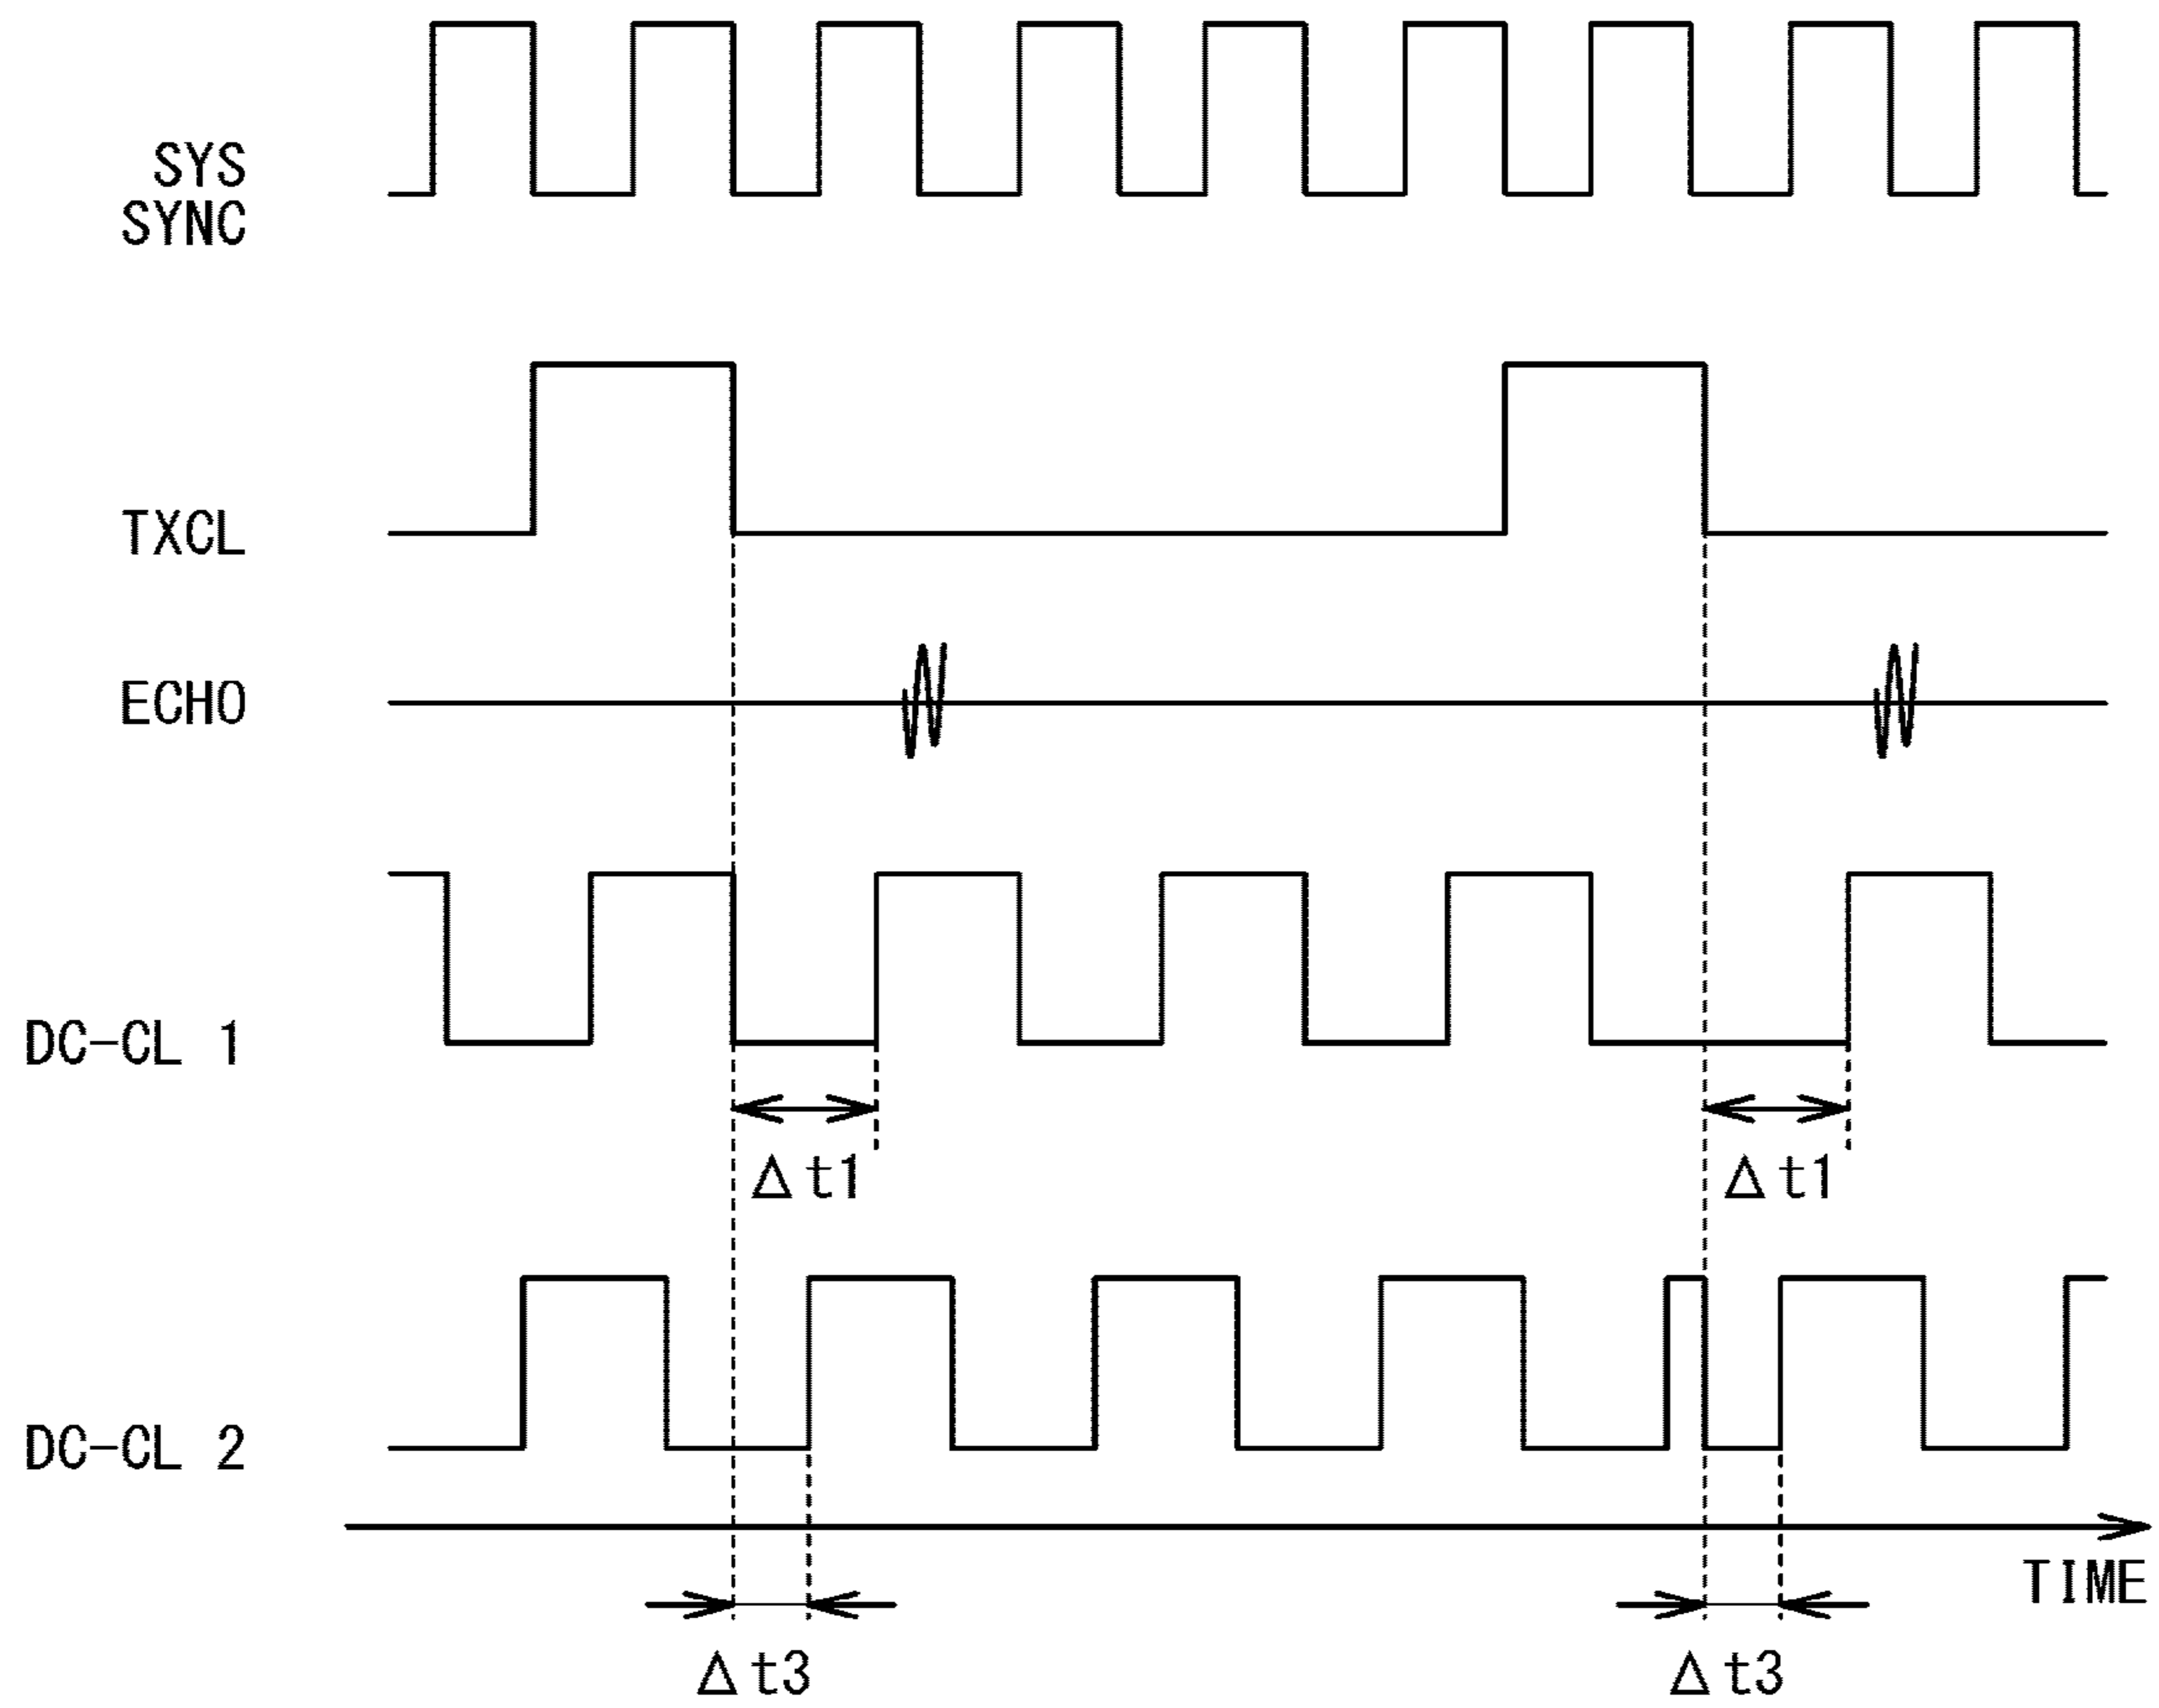 SYS
SYNC
TXCL
ECHO
DC-CL 1
Δt1
Δt1
DC-CL 2
TIME
Δt3
Δt3